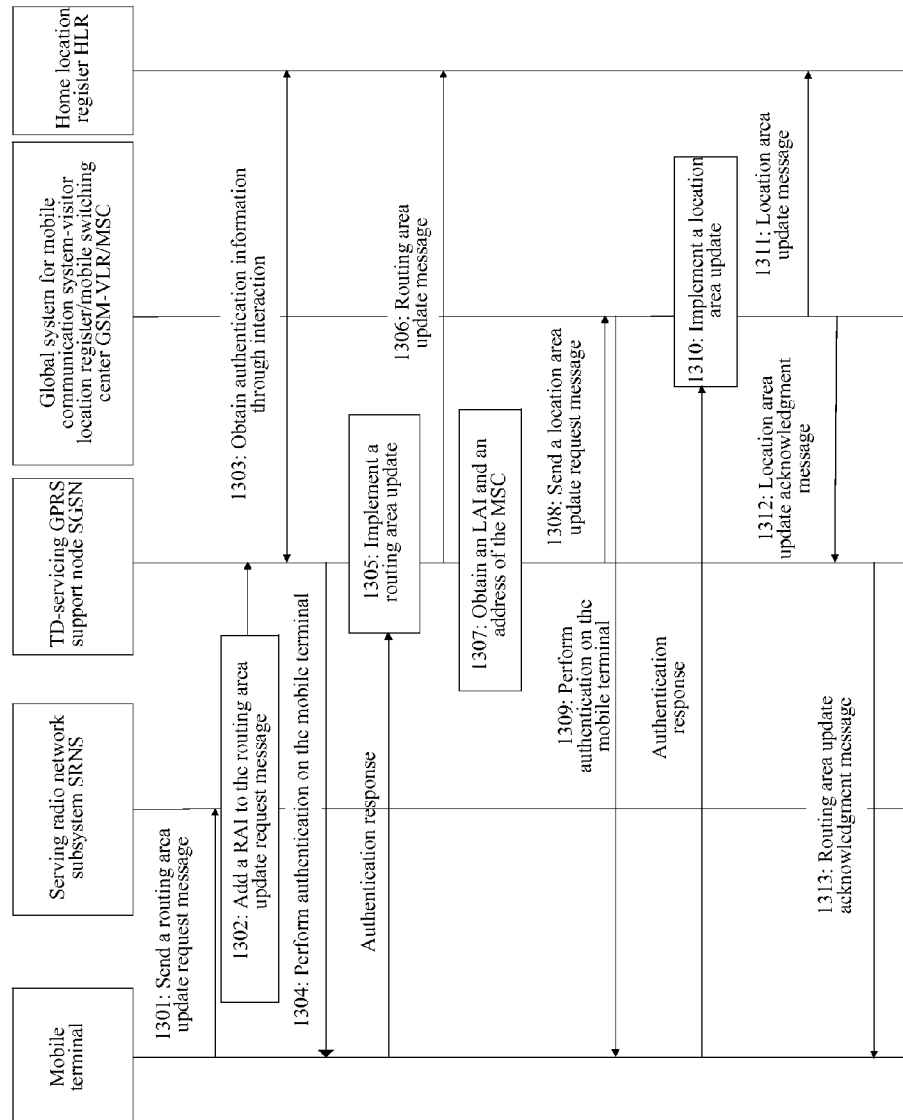 Mobile
terminal
Serving radio network
subsystem SRNS
TD-servicing GPRS
support node SGSN
Global system for mobile
communication system-visitor
location register/mobile switching
center GSM-VLR/MSC
Home location
register HLR
1301: Send a routing area
update request message
1302: Add a RAI to the routing area
update request message
1303: Obtain authentication information
through interaction
1304: Perform authentication on the mobile terminal
Authentication response
1305: Implement a
routing area update
1306: Routing area
update message
1307: Obtain an LAI and an
address of the MSC
1308: Send a location area
update request message
1309: Perform
authentication on the
mobile terminal
Authentication
response
1310: Implement a location
area update
1311: Location area
update message
1312: Location area
update acknowledgment
message
1313: Routing area update
acknowledgment message